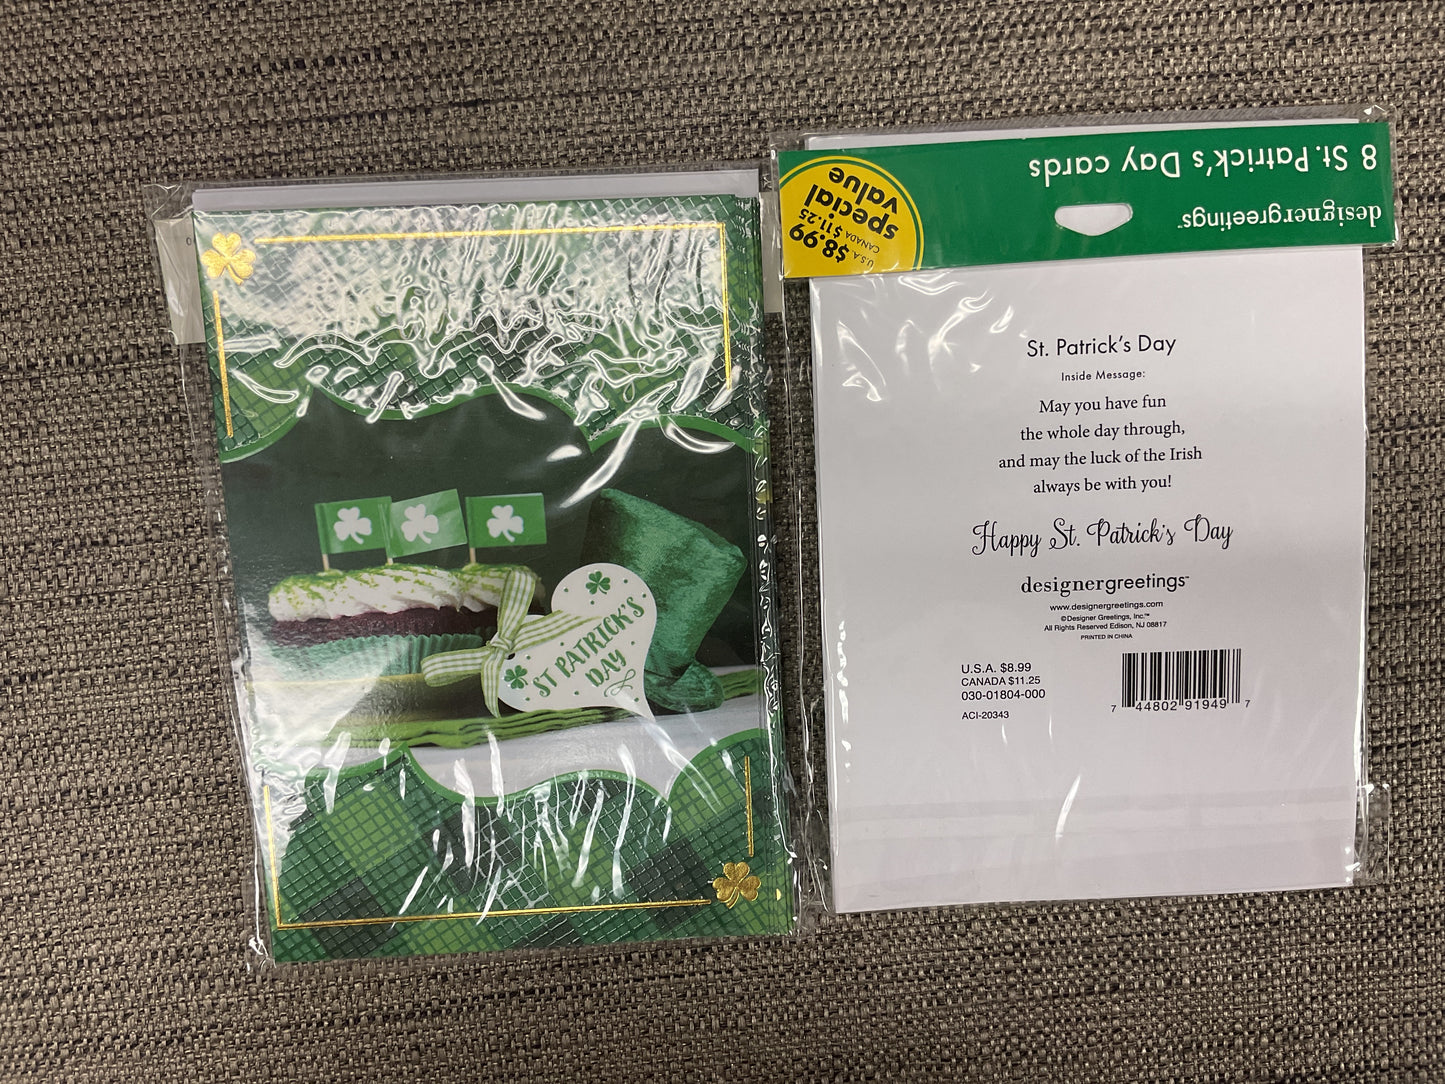 ST PATRICK'S
DAY
8 St. Patrick's Day cards
designergreetings™
$8.99
U.S.A.
CANADA $11.25
special
value
St. Patrick's Day
Inside Message:
May you have fun
the whole day through,
and may the luck of the Irish
always be with you!
Happy St. Patrick's Day
designergreetings™
www.designergreetings.com
©Designer Greetings, Inc.™
All Rights Reserved Edison, NJ 08817
PRINTED IN CHINA
U.S.A. $8.99
CANADA $11.25
030-01804-000
ACI-20343
7 44802 91949 7